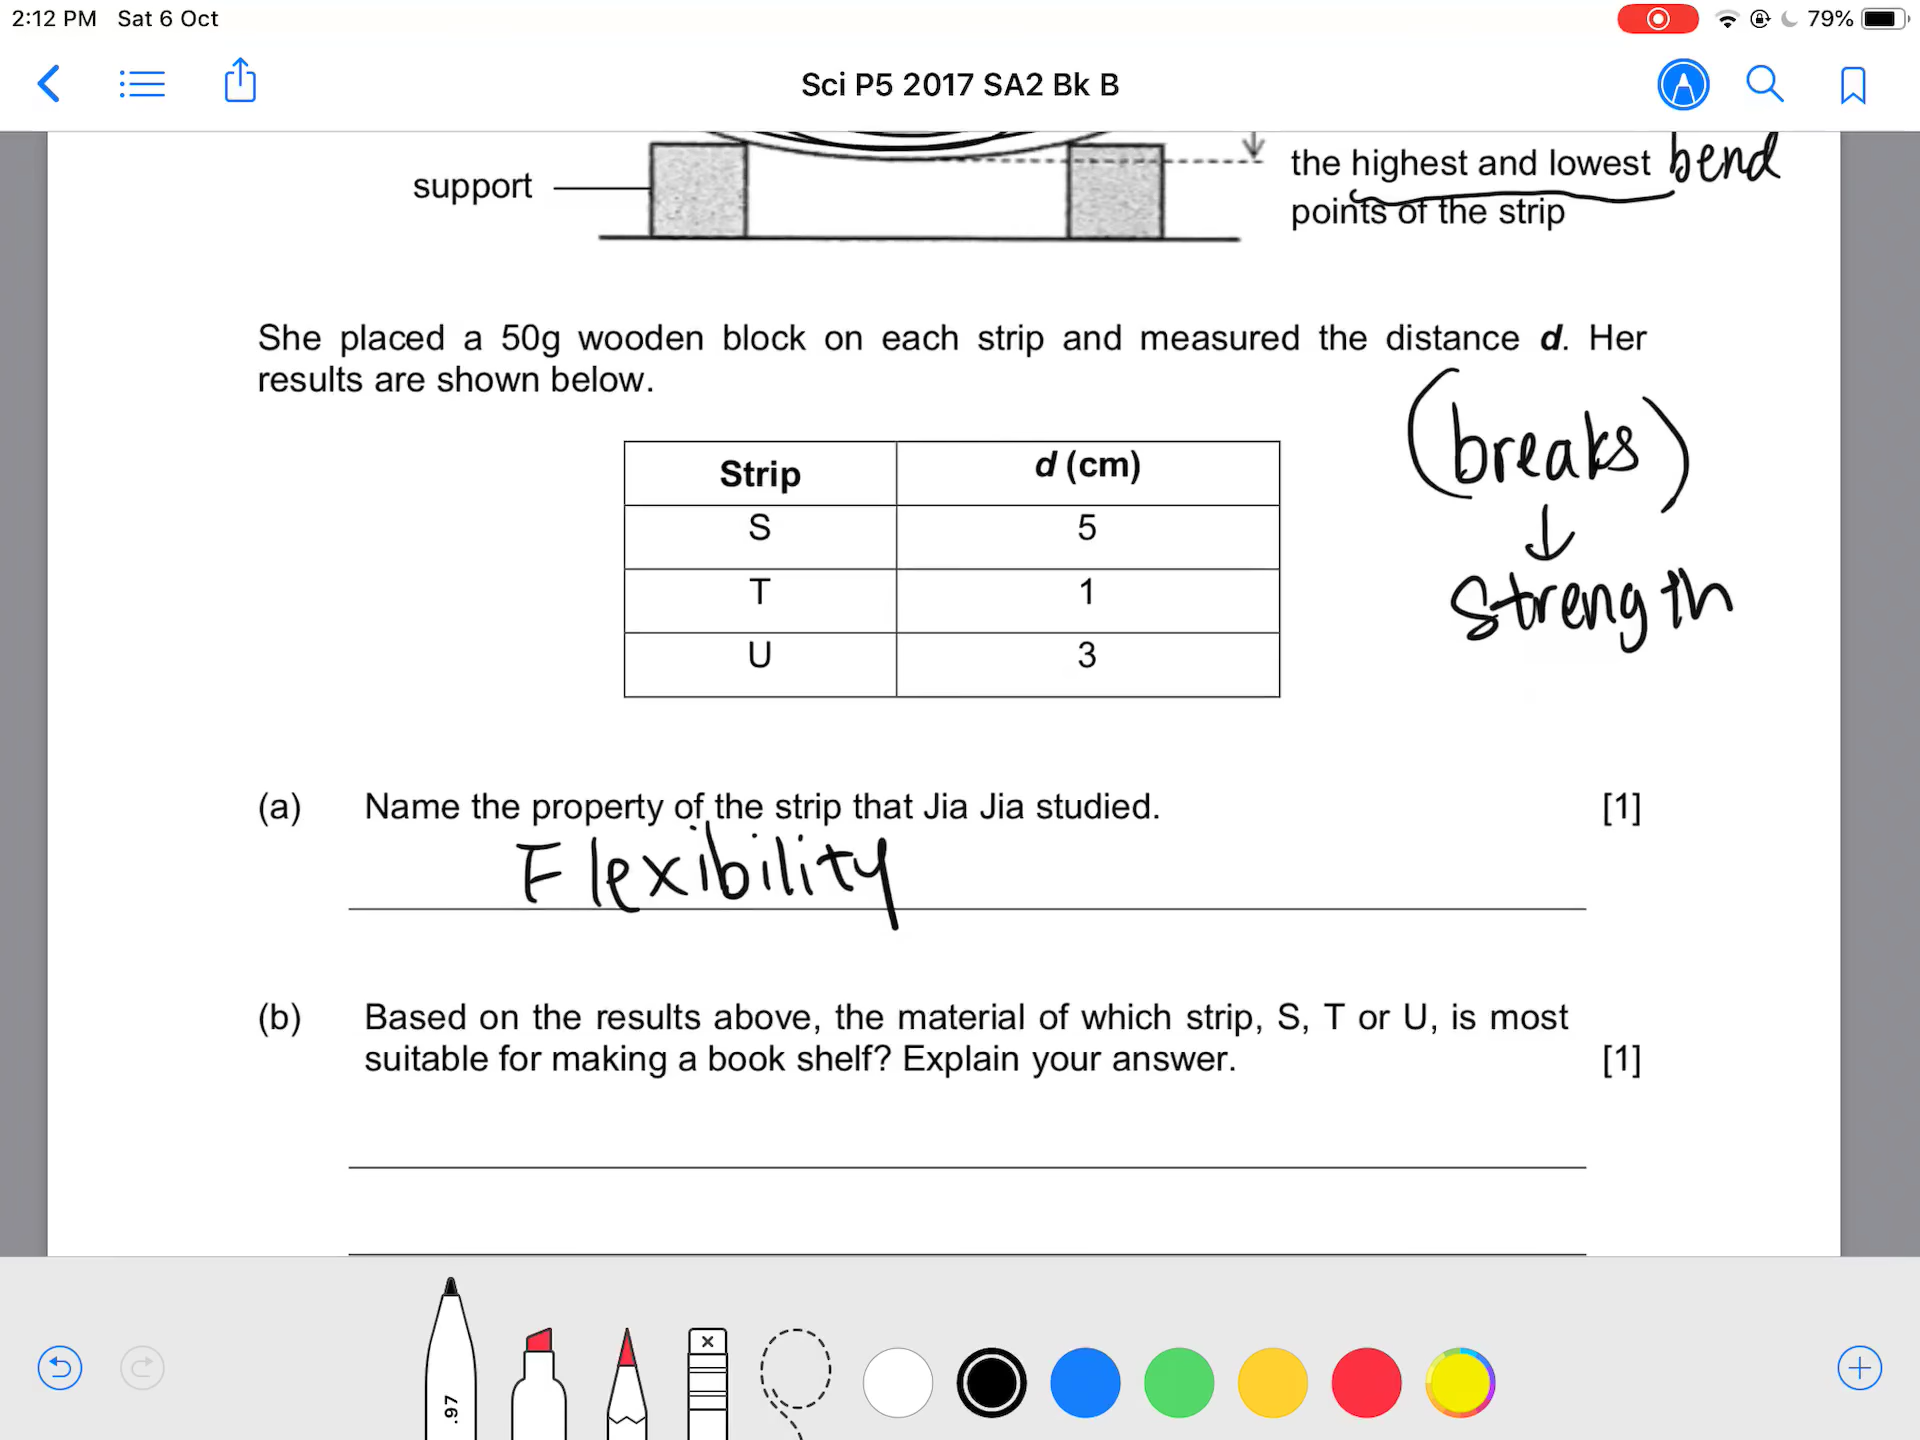 2:12 PM Sat 6 Oct
79%
Sci P5 2017 SA2 Bk B
support
the highest and lowest bend
points of the strip
She placed a 50g wooden block on each strip and measured the distance d. Her
results are shown below.
(breaks)
↓
strength
Strip d (cm)
S 5
T 1
U 3
(a) Name the property of the strip that Jia Jia studied. [1]
Flexibility
(b) Based on the results above, the material of which strip, S, T or U, is most
suitable for making a book shelf? Explain your answer. [1]
.97